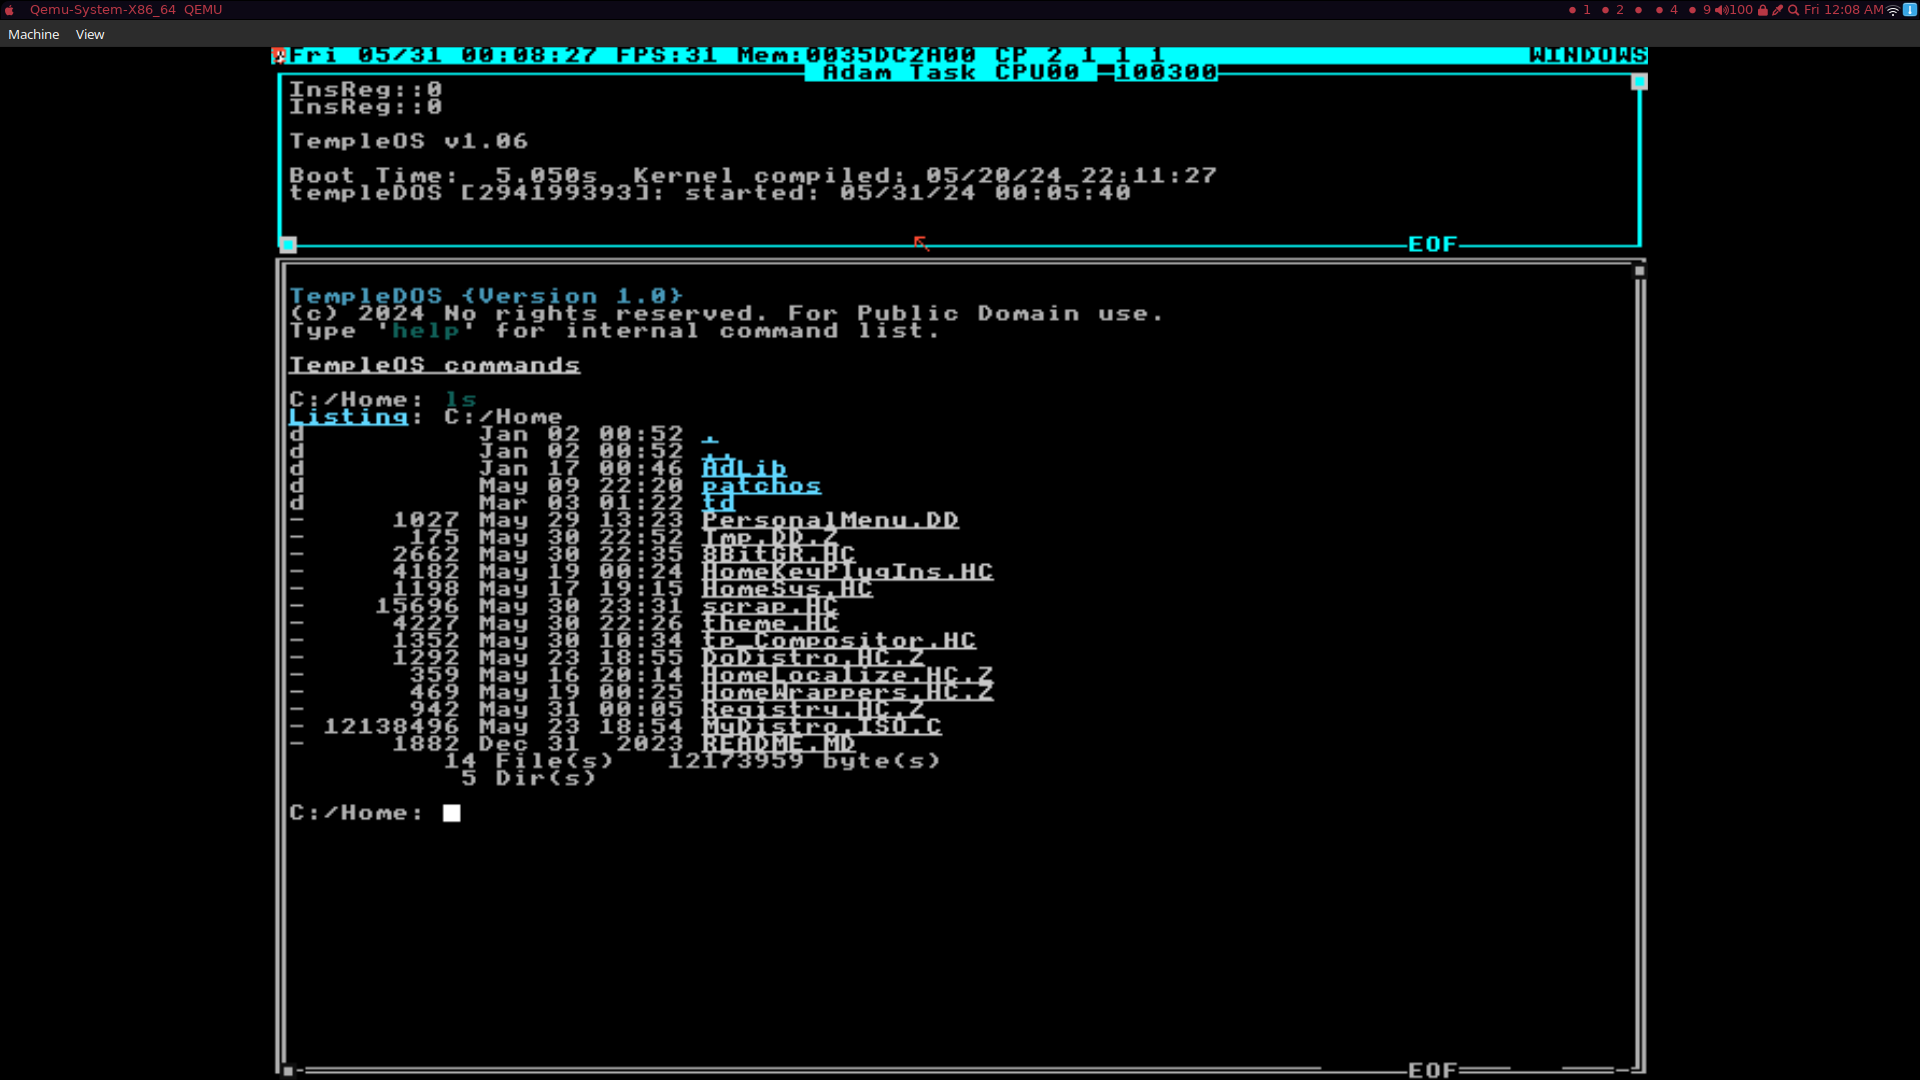 Qemu-System-X86_64 QEMU
1 2 4 9 100 Fri 12:08 AM
Machine View
Fri 05/31 00:08:27 FPS:31 Mem:0035DC2A00 CP 2 1 1 1 WINDOWS
Adam Task CPU00 100300
InsReg::0
InsReg::0
TempleOS v1.06
Boot Time: 5.050s Kernel compiled: 05/20/24 22:11:27
templeDOS [294199393]: started: 05/31/24 00:05:40
EOF
TempleDOS {Version 1.0}
(c) 2024 No rights reserved. For Public Domain use.
Type 'help' for internal command list.
TempleOS commands
C:/Home: ls
Listing: C:/Home
d Jan 02 00:52 .
d Jan 02 00:52 ..
d Jan 17 00:46 AdLib
d May 09 22:20 patchos
d Mar 03 01:22 td
- 1027 May 29 13:23 PersonalMenu.DD
- 175 May 30 22:52 Tmp.DD.Z
- 2662 May 30 22:35 8BitGR.HC
- 4182 May 19 00:24 HomeKeyPlugIns.HC
- 1198 May 17 19:15 HomeSys.HC
- 15696 May 30 23:31 scrap.HC
- 4227 May 30 22:26 theme.HC
- 1352 May 30 10:34 tp_Compositor.HC
- 1292 May 23 18:55 DoDistro.HC.Z
- 359 May 16 20:14 HomeLocalize.HC.Z
- 469 May 19 00:25 HomeWrappers.HC.Z
- 942 May 31 00:05 Registry.HC.Z
- 12138496 May 23 18:54 MyDistro.ISO.C
- 1882 Dec 31 2023 README.MD
14 File(s) 12173959 byte(s)
5 Dir(s)
C:/Home:
EOF